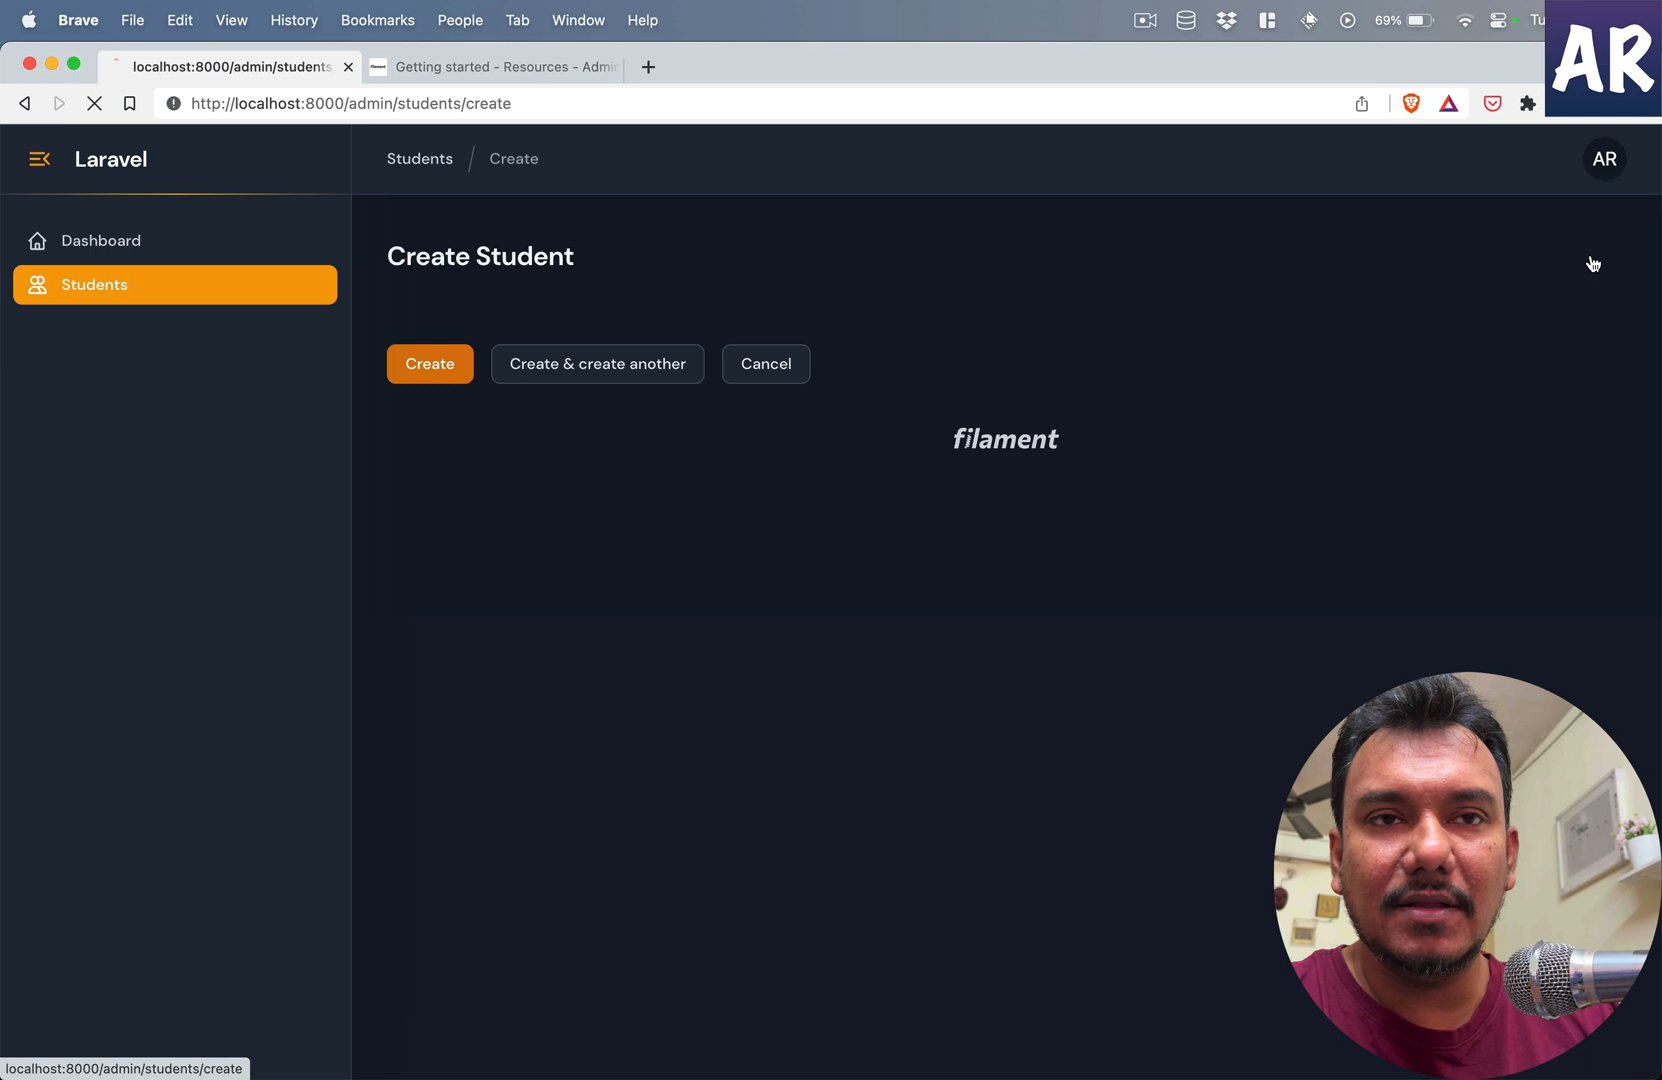 Brave File Edit View History Bookmarks People Tab Window Help 69% Tu
AR
localhost:8000/admin/students
Getting started - Resources - Admi
http://localhost:8000/admin/students/create
Laravel
Students / Create
AR
Dashboard
Students
Create Student
Create
Create & create another
Cancel
filament
localhost:8000/admin/students/create